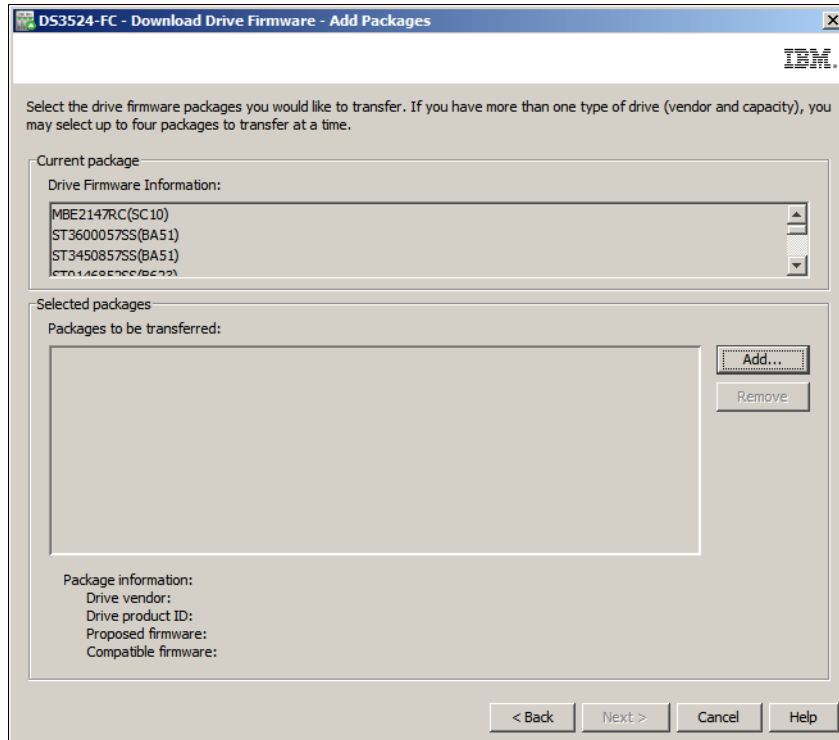 DS3524-FC - Download Drive Firmware - Add Packages
IBM.
Select the drive firmware packages you would like to transfer. If you have more than one type of drive (vendor and capacity), you
may select up to four packages to transfer at a time.
Current package
Drive Firmware Information:
MBE2147RC(SC10)
ST3600057SS(BA51)
ST3450857SS(BA51)
ST9146852SS(B623)
Selected packages
Packages to be transferred:
Add...
Remove
Package information:
Drive vendor:
Drive product ID:
Proposed firmware:
Compatible firmware:
< Back
Next >
Cancel
Help